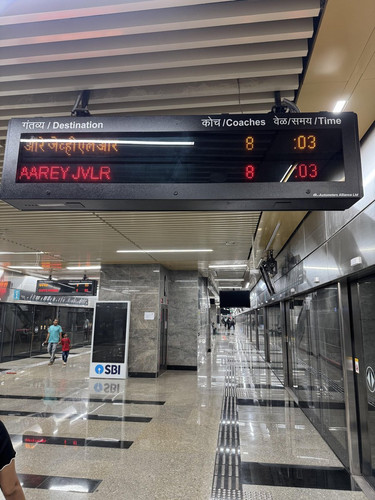 गंतव्य / Destination कोच / Coaches वेळ/समय / Time
आरे जेव्हीएलआर 8 :03
AAREY JVLR 8 :03
SBI